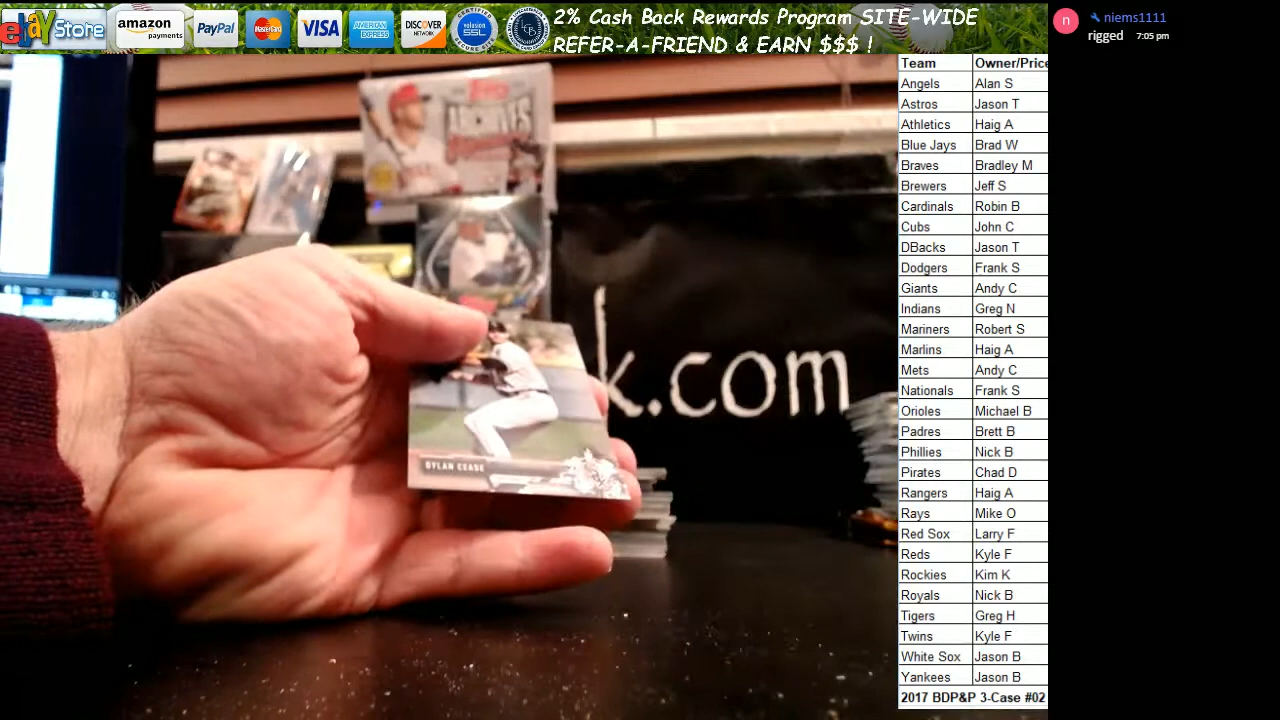 ebay Store
amazon payments
PayPal
MasterCard
VISA
AMERICAN EXPRESS
DISCOVER NETWORK
volusion SSL
2% Cash Back Rewards Program SITE-WIDE
REFER-A-FRIEND & EARN $$$ !
niems1111
rigged 7:05 pm
Team Owner/Price
Angels Alan S
Astros Jason T
Athletics Haig A
Blue Jays Brad W
Braves Bradley M
Brewers Jeff S
Cardinals Robin B
Cubs John C
DBacks Jason T
Dodgers Frank S
Giants Andy C
Indians Greg N
Mariners Robert S
Marlins Haig A
Mets Andy C
Nationals Frank S
Orioles Michael B
Padres Brett B
Phillies Nick B
Pirates Chad D
Rangers Haig A
Rays Mike O
Red Sox Larry F
Reds Kyle F
Rockies Kim K
Royals Nick B
Tigers Greg H
Twins Kyle F
White Sox Jason B
Yankees Jason B
2017 BDP&P 3-Case #02
ARCHIVES
k.com
DYLAN CEASE